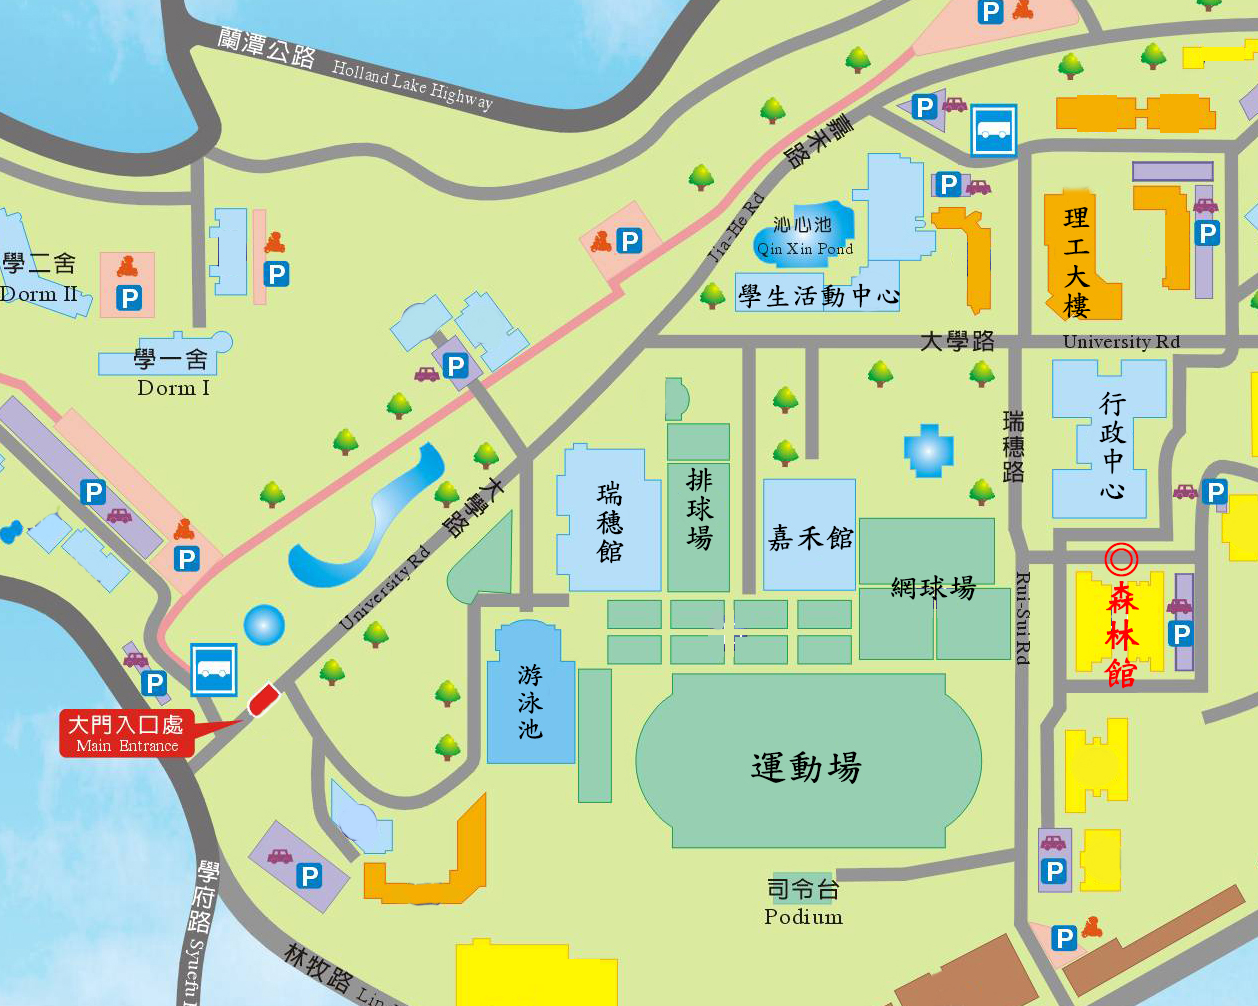 蘭潭公路 Holland Lake Highway
P
嘉禾路
Jia-He Rd
P
P
沁心池
Qin Xin Pond
學生活動中心
理工大樓
P
P
P
學二舍
Dorm II
P
學一舍
Dorm I
P
大學路
University Rd
瑞穗路
行政中心
P
P
P
大學路
University Rd
瑞穗館
排球場
嘉禾館
網球場
Rui-Sui Rd
森林館
P
P
大門入口處
Main Entrance
游泳池
運動場
司令台
Podium
P
P
P
學府路
林牧路